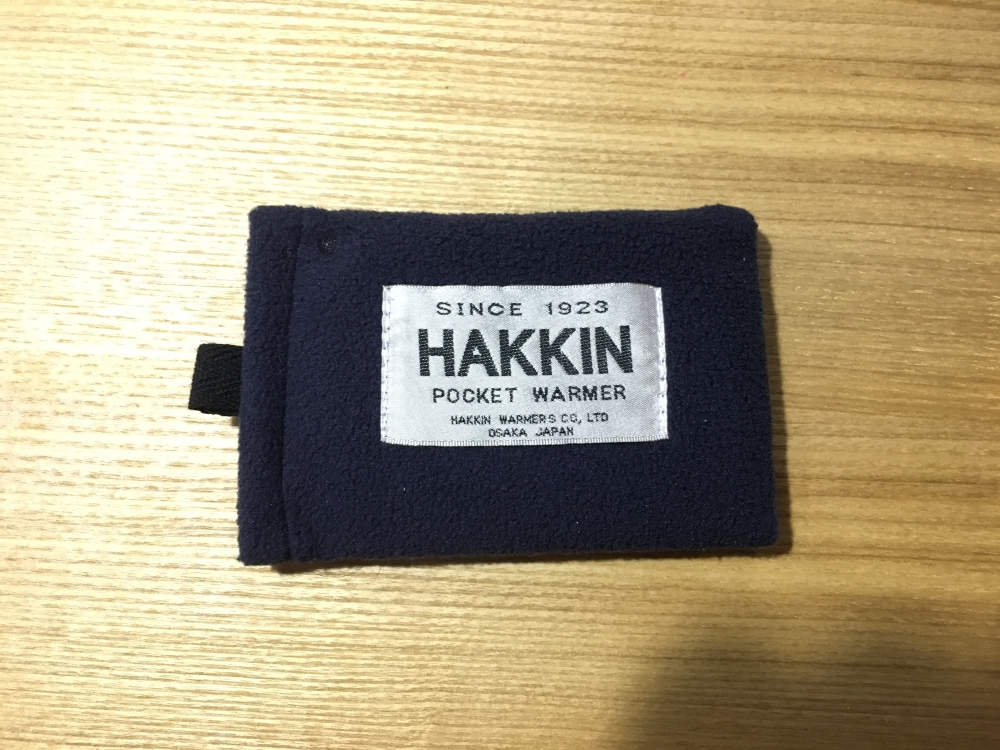 SINCE 1923
HAKKIN
POCKET WARMER
HAKKIN WARMERS CO, LTD
OSAKA JAPAN